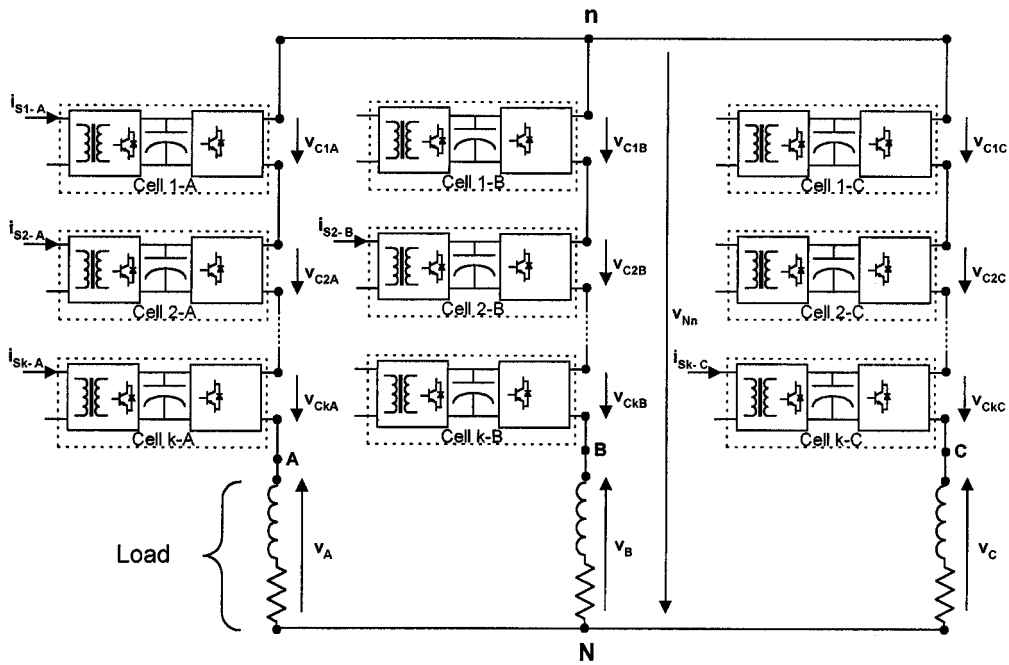 n
iS1-A
vC1A
vC1B
vC1C
Cell 1-A
Cell 1-B
Cell 1-C
iS2-A
iS2-B
vC2A
vC2B
vC2C
Cell 2-A
Cell 2-B
Cell 2-C
vNn
iSk-A
iSk-C
vCkA
vCkB
vCkC
Cell k-A
Cell k-B
Cell k-C
A
B
C
Load
vA
vB
vC
N